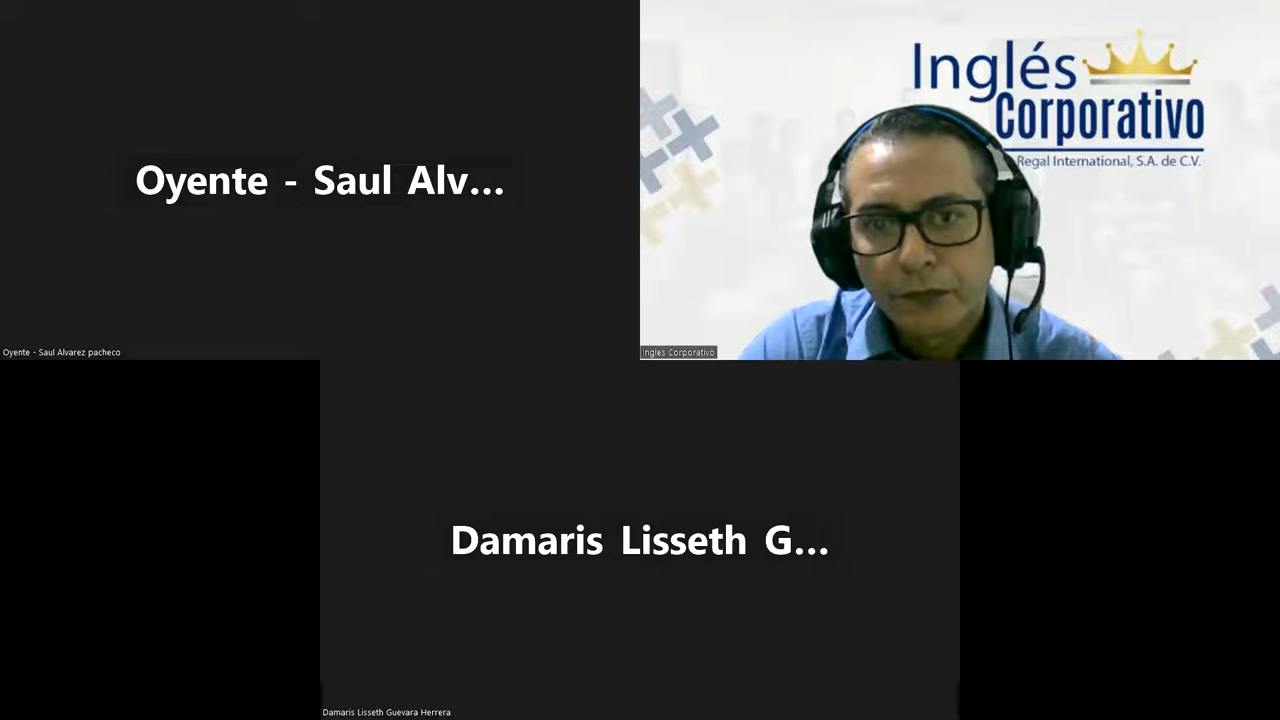 Oyente - Saul Alv...
Oyente - Saul Alvarez pacheco
Inglés
Corporativo
Regal International, S.A. de C.V.
Ingles Corporativo
Damaris Lisseth G...
Damaris Lisseth Guevara Herrera